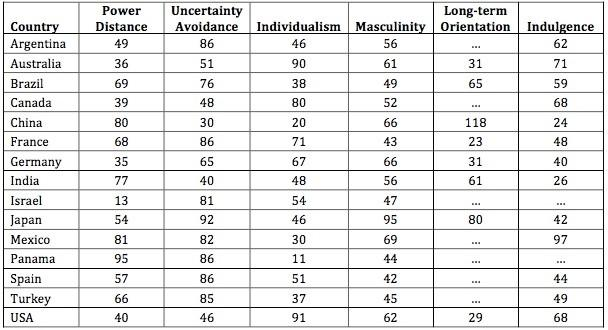 Country Power Distance Uncertainty Avoidance Individualism Masculinity Long-term Orientation Indulgence
Argentina 49 86 46 56 ... 62
Australia 36 51 90 61 31 71
Brazil 69 76 38 49 65 59
Canada 39 48 80 52 ... 68
China 80 30 20 66 118 24
France 68 86 71 43 23 48
Germany 35 65 67 66 31 40
India 77 40 48 56 61 26
Israel 13 81 54 47 ... ...
Japan 54 92 46 95 80 42
Mexico 81 82 30 69 ... 97
Panama 95 86 11 44 ... ...
Spain 57 86 51 42 ... 44
Turkey 66 85 37 45 ... 49
USA 40 46 91 62 29 68